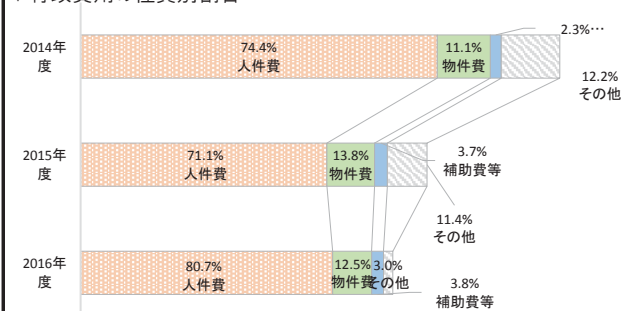 2014年
度
74.4%
人件費
11.1%
物件費
2.3%…
12.2%
その他
2015年
度
71.1%
人件費
13.8%
物件費
3.7%
補助費等
11.4%
その他
2016年
度
80.7%
人件費
12.5%
物件費
3.0%
その他
3.8%
補助費等